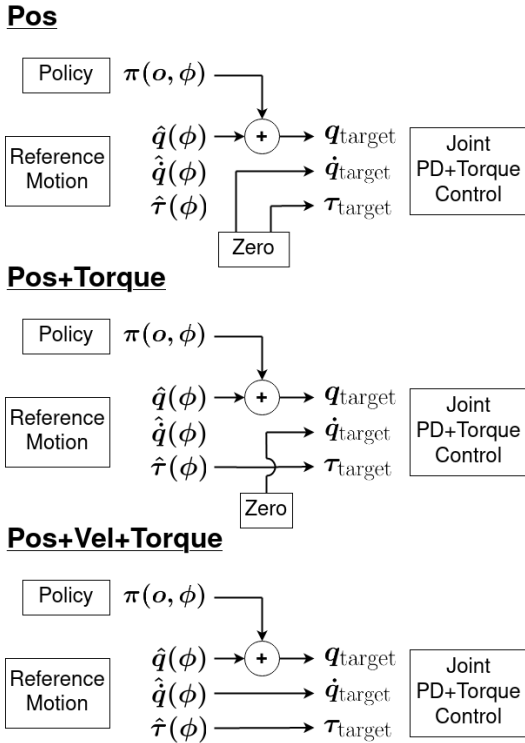 Pos
Policy π(o, ϕ)
q̂(ϕ) + q_target
Reference Motion
q̇̂(ϕ) q̇_target
τ̂(ϕ) τ_target
Joint
PD+Torque
Control
Zero
Pos+Torque
Policy π(o, ϕ)
q̂(ϕ) + q_target
Reference Motion
q̇̂(ϕ) q̇_target
τ̂(ϕ) τ_target
Joint
PD+Torque
Control
Zero
Pos+Vel+Torque
Policy π(o, ϕ)
q̂(ϕ) + q_target
Reference Motion
q̇̂(ϕ) q̇_target
τ̂(ϕ) τ_target
Joint
PD+Torque
Control